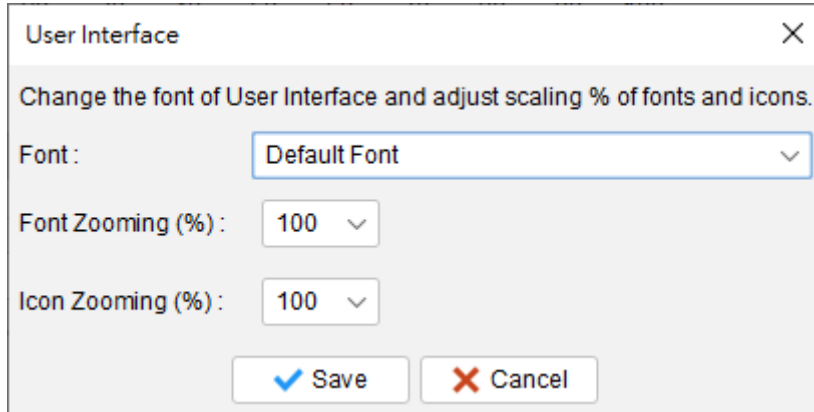 User Interface
Change the font of User Interface and adjust scaling % of fonts and icons.
Font :
Default Font
Font Zooming (%) :
100
Icon Zooming (%) :
100
Save
Cancel